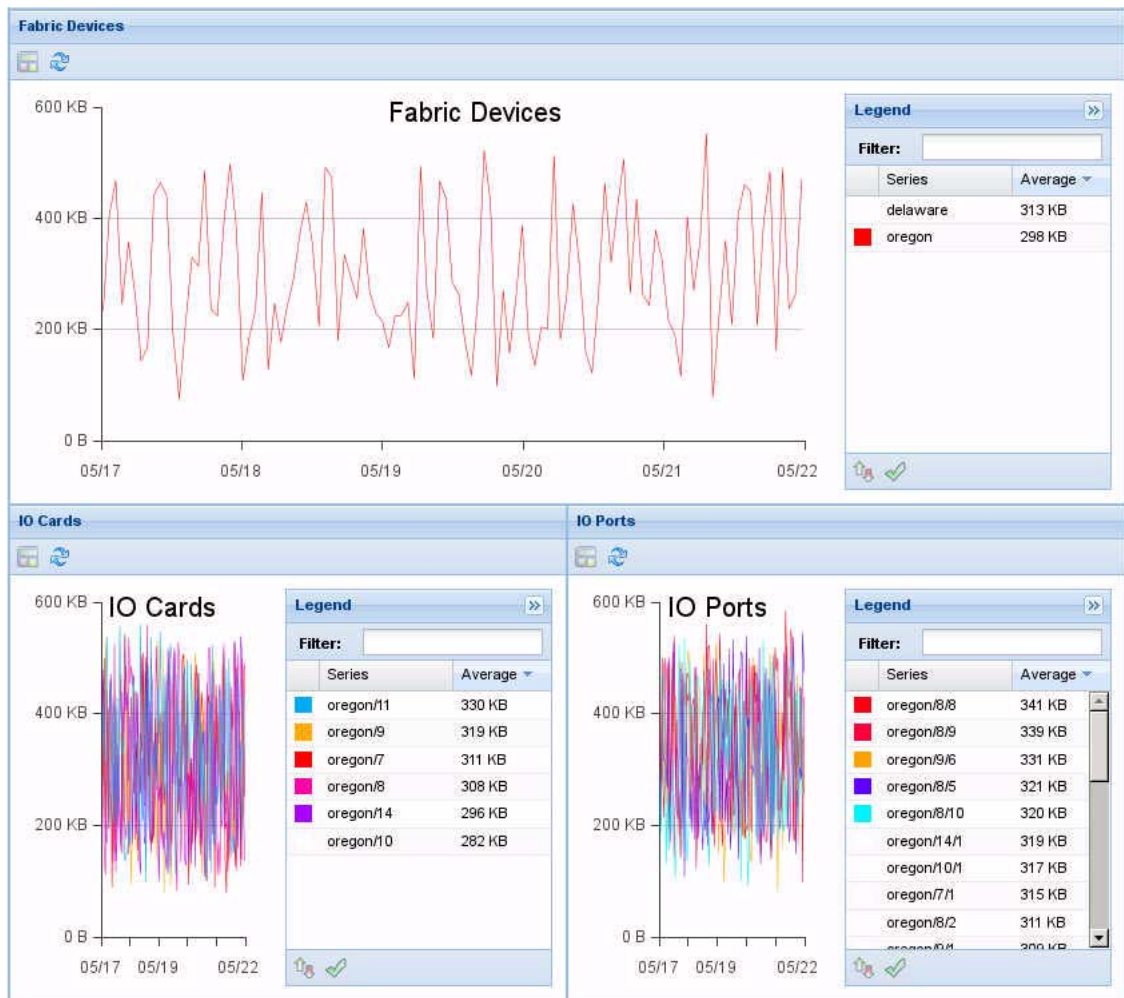 Fabric Devices
Fabric Devices
600 KB
400 KB
200 KB
0 B
05/17 05/18 05/19 05/20 05/21 05/22
Legend
Filter:
Series Average
delaware 313 KB
oregon 298 KB
IO Cards
IO Cards
600 KB
400 KB
200 KB
0 B
05/17 05/19 05/22
Legend
Filter:
Series Average
oregon/11 330 KB
oregon/9 319 KB
oregon/7 311 KB
oregon/8 308 KB
oregon/14 296 KB
oregon/10 282 KB
IO Ports
IO Ports
600 KB
400 KB
200 KB
0 B
05/17 05/19 05/22
Legend
Filter:
Series Average
oregon/8/8 341 KB
oregon/8/9 339 KB
oregon/9/6 331 KB
oregon/8/5 321 KB
oregon/8/10 320 KB
oregon/14/1 319 KB
oregon/10/1 317 KB
oregon/7/1 315 KB
oregon/8/2 311 KB